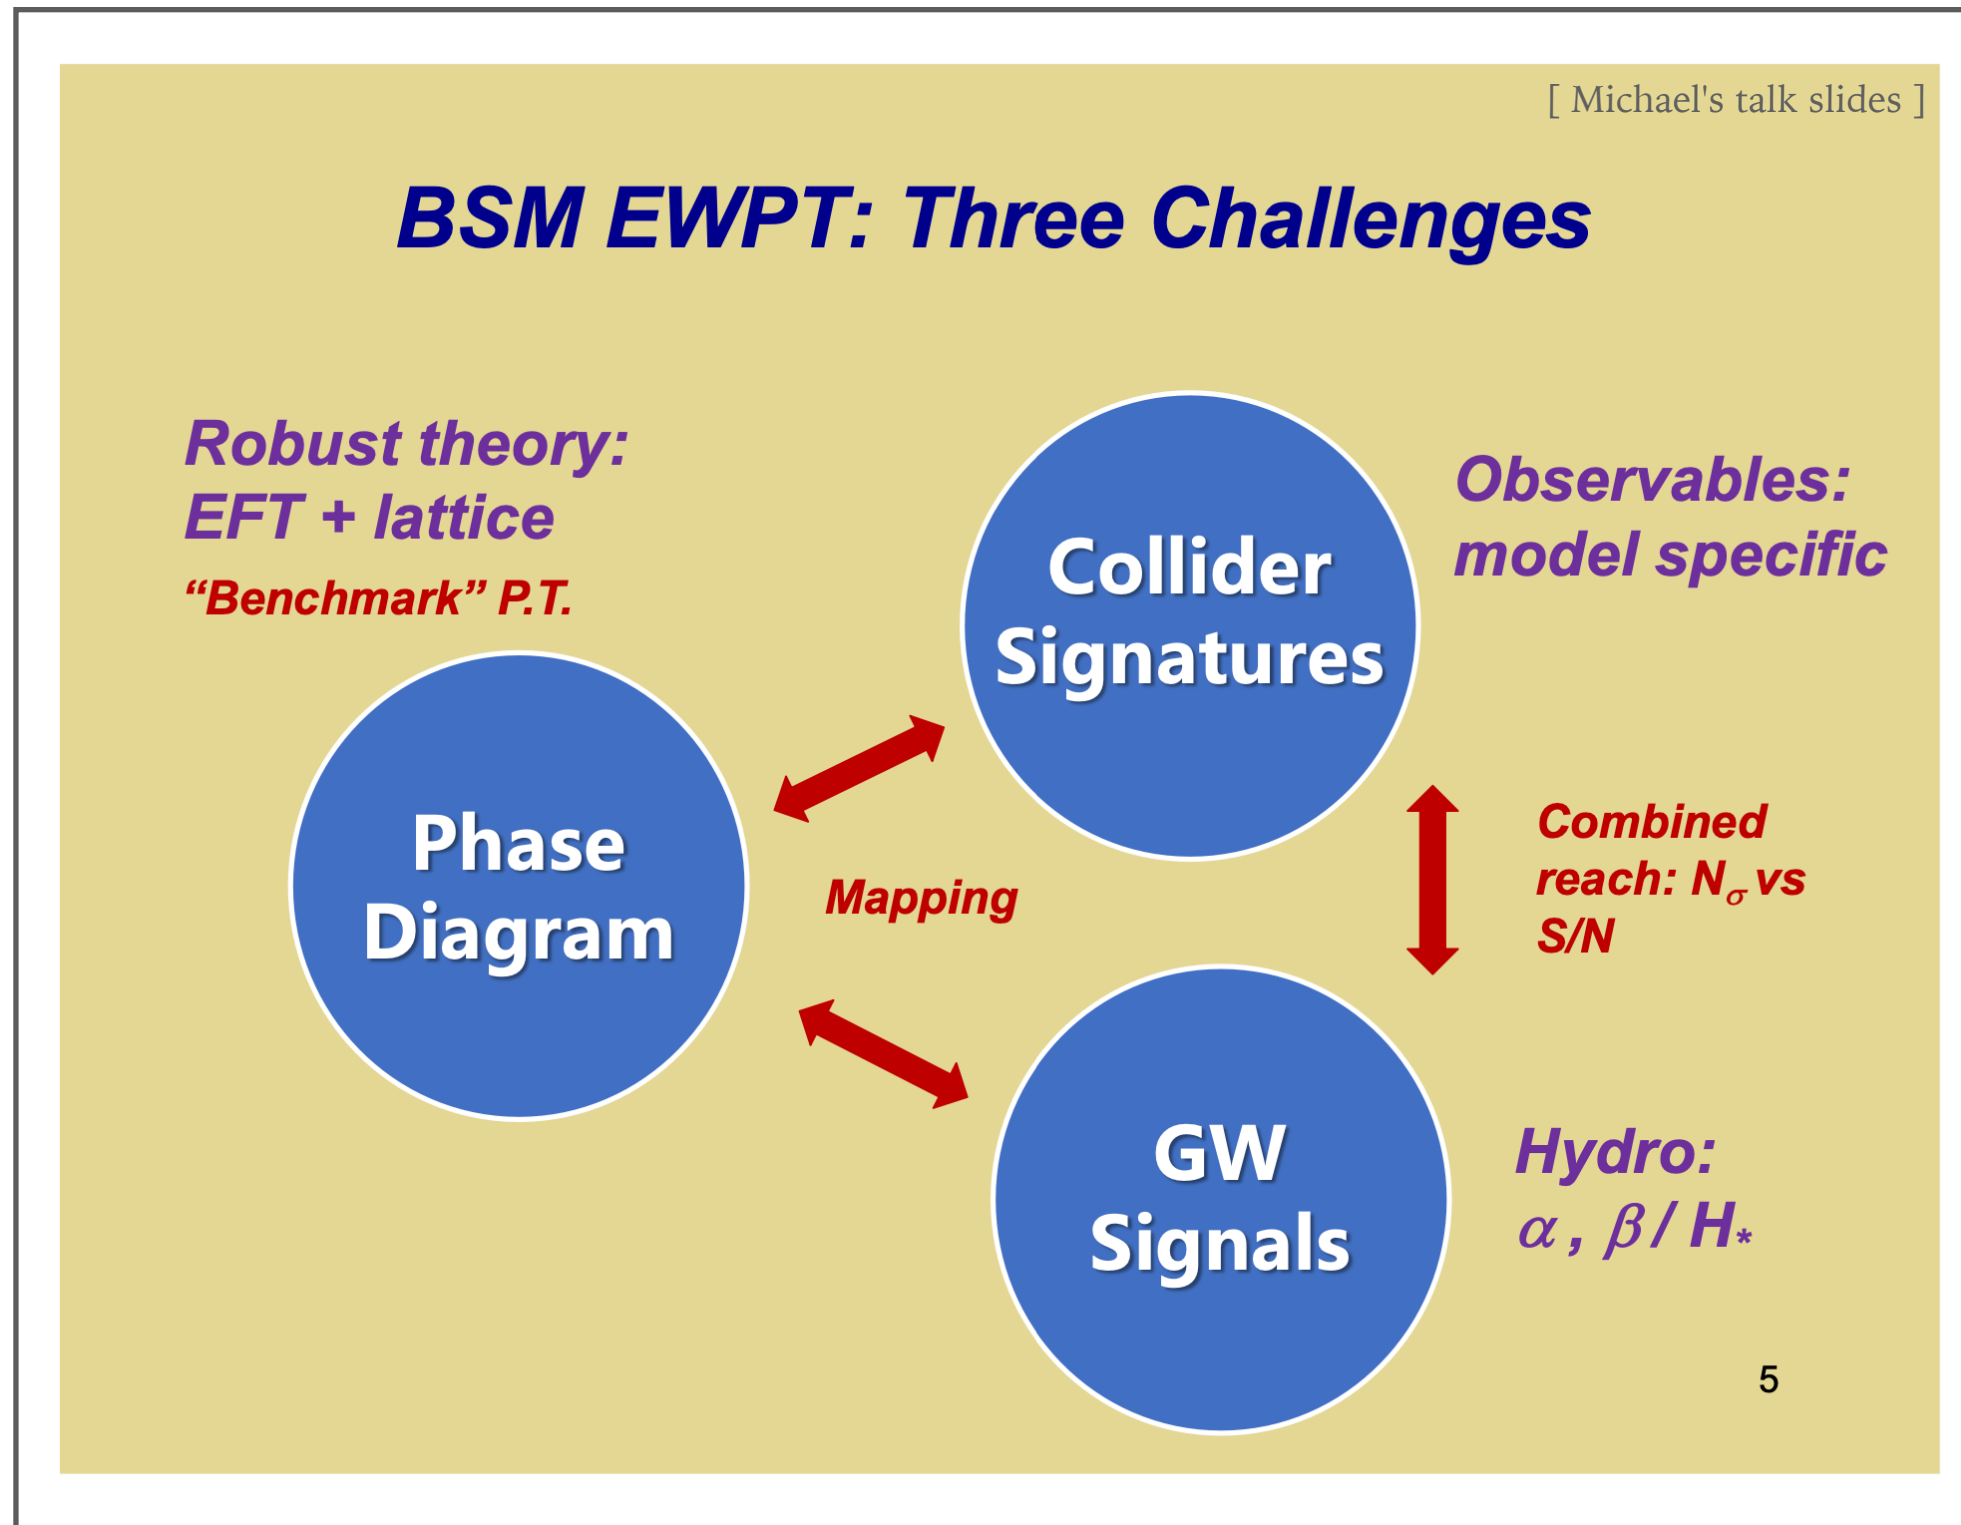 [ Michael's talk slides ]
BSM EWPT: Three Challenges
Robust theory:
EFT + lattice
“Benchmark” P.T.
Collider
Signatures
Observables:
model specific
Phase
Diagram
Mapping
Combined
reach: Nσ vs
S/N
GW
Signals
Hydro:
α , β / H*
5